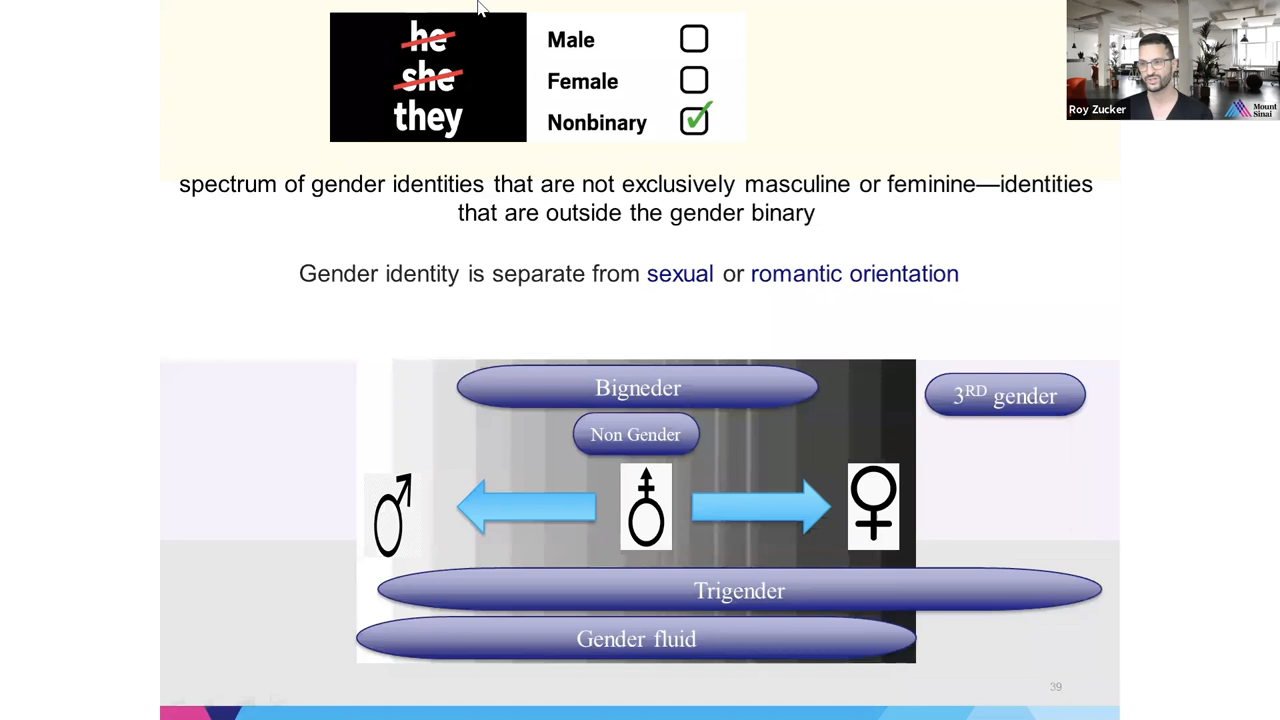 he
she
they
Male
Female
Nonbinary
Roy Zucker
Mount
Sinai
spectrum of gender identities that are not exclusively masculine or feminine—identities
that are outside the gender binary
Gender identity is separate from sexual or romantic orientation
Bigneder
3RD gender
Non Gender
Trigender
Gender fluid
39